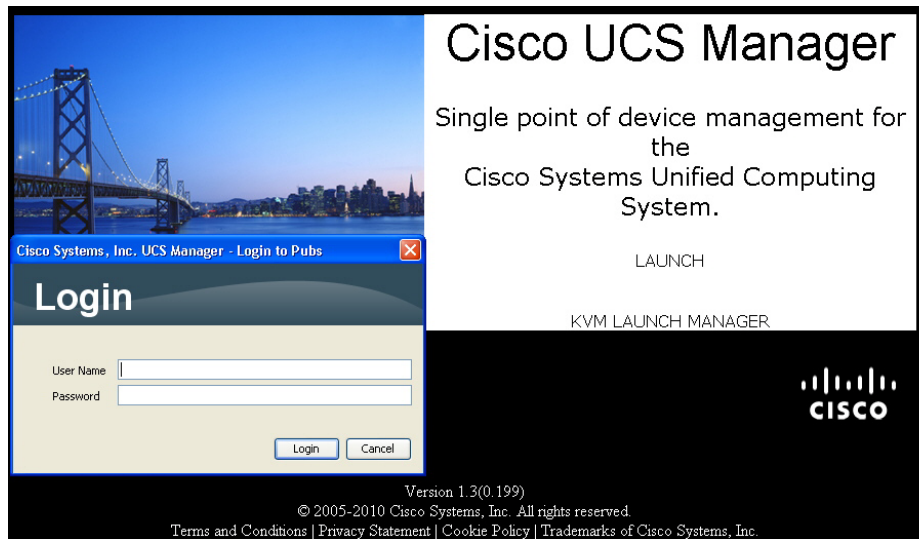 Cisco UCS Manager
Single point of device management for
the
Cisco Systems Unified Computing
System.
LAUNCH
KVM LAUNCH MANAGER
Cisco Systems, Inc. UCS Manager - Login to Pubs
Login
User Name
Password
Login
Cancel
CISCO
Version 1.3(0.199)
© 2005-2010 Cisco Systems, Inc. All rights reserved.
Terms and Conditions | Privacy Statement | Cookie Policy | Trademarks of Cisco Systems, Inc.